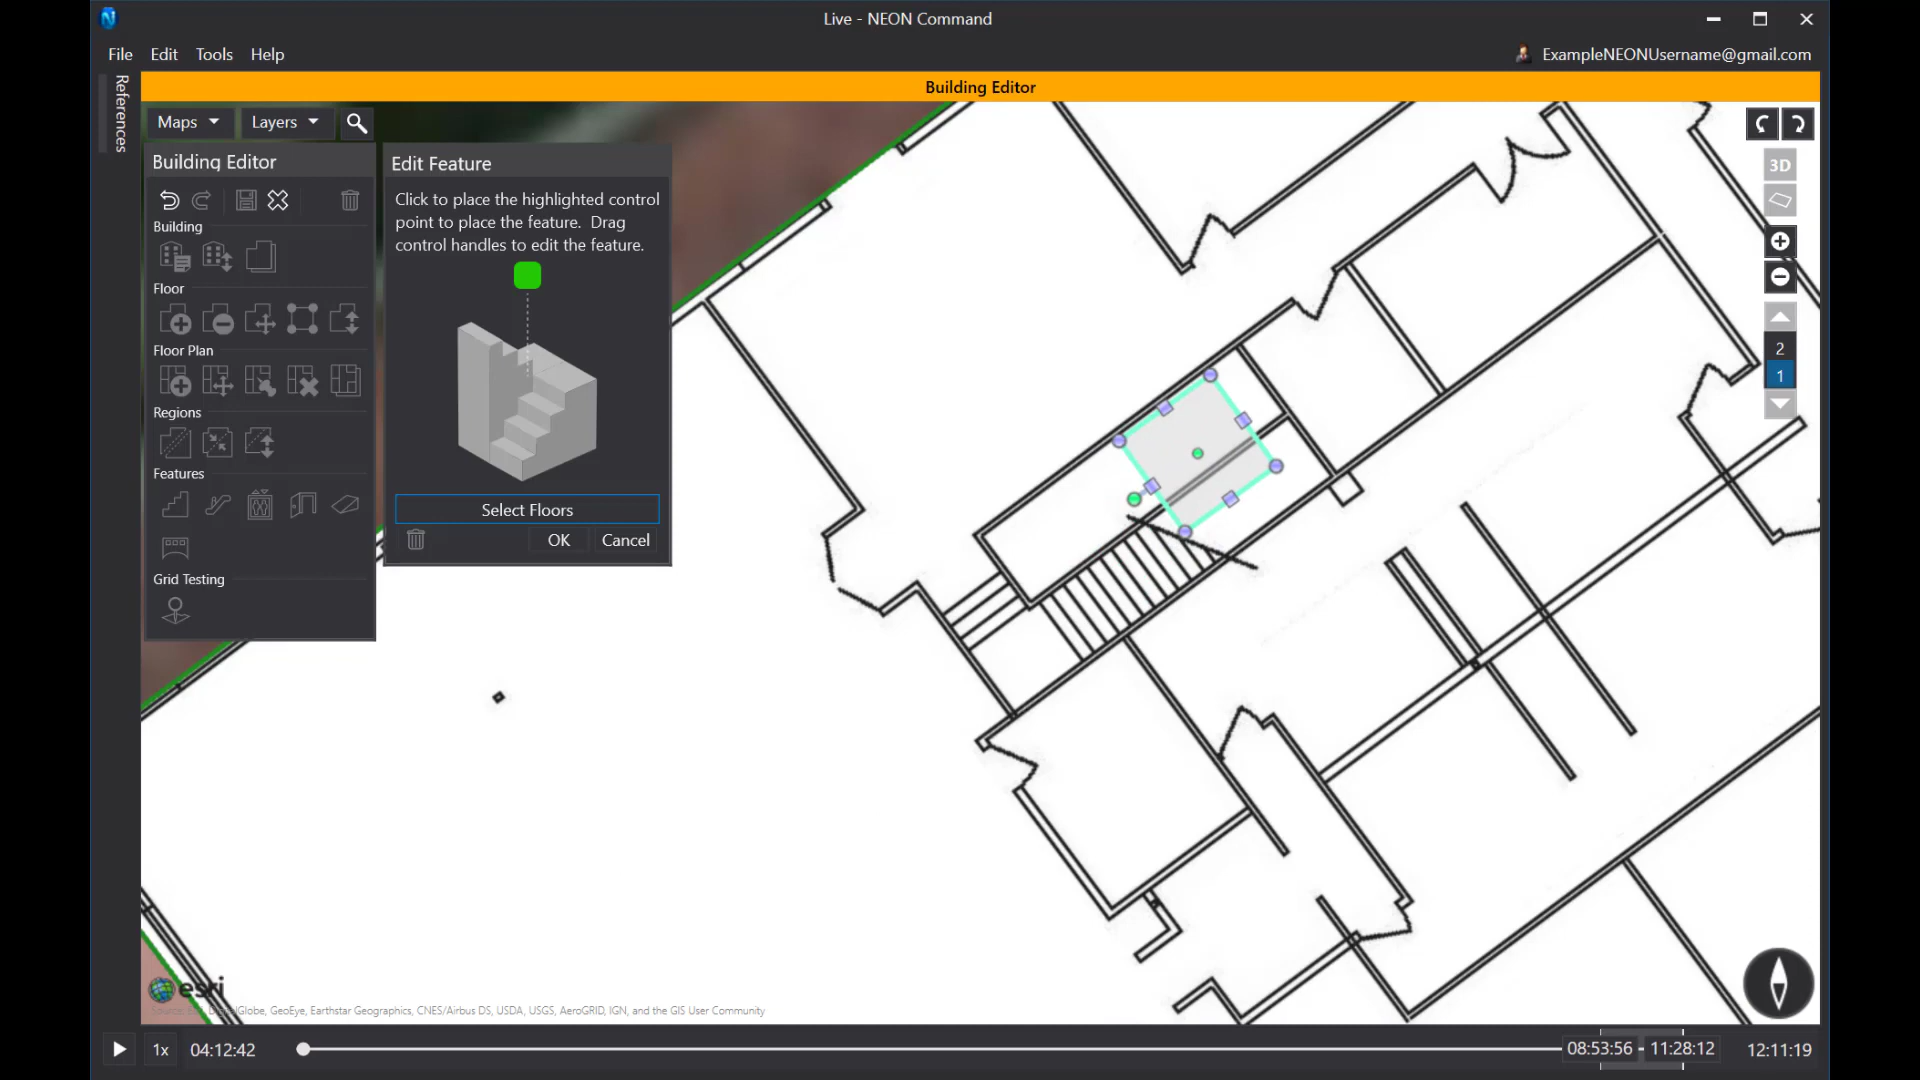 Live - NEON Command
File Edit Tools Help
ExampleNEONUsername@gmail.com
References
Building Editor
Maps Layers
3D
2
1
Building Editor
Building
Floor
Floor Plan
Regions
Features
Grid Testing
Edit Feature
Click to place the highlighted control
point to place the feature. Drag
control handles to edit the feature.
Select Floors
OK Cancel
esri
GeoEye, Earthstar Geographics, CNES/Airbus DS, USDA, USGS, AeroGRID, IGN, and the GIS User Community
1x 04:12:42 08:53:56 - 11:28:12 12:11:19